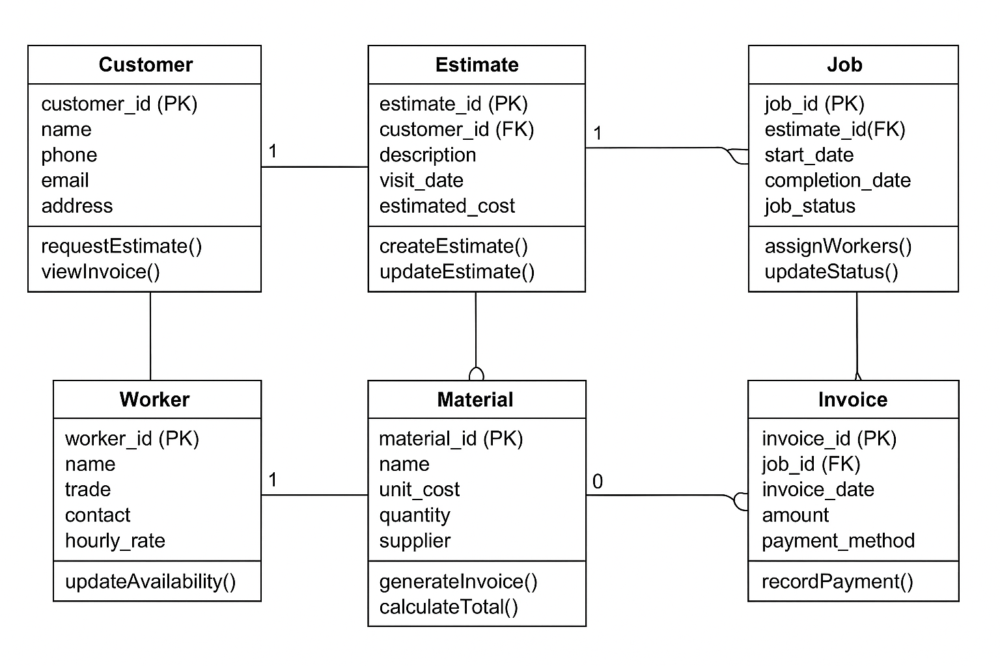 Customer
customer_id (PK)
name
phone
email
address
requestEstimate()
viewInvoice()
1
Estimate
estimate_id (PK)
customer_id (FK)
description
visit_date
estimated_cost
createEstimate()
updateEstimate()
1
Job
job_id (PK)
estimate_id(FK)
start_date
completion_date
job_status
assignWorkers()
updateStatus()
Worker
worker_id (PK)
name
trade
contact
hourly_rate
updateAvailability()
1
Material
material_id (PK)
name
unit_cost
quantity
supplier
generateInvoice()
calculateTotal()
0
Invoice
invoice_id (PK)
job_id (FK)
invoice_date
amount
payment_method
recordPayment()